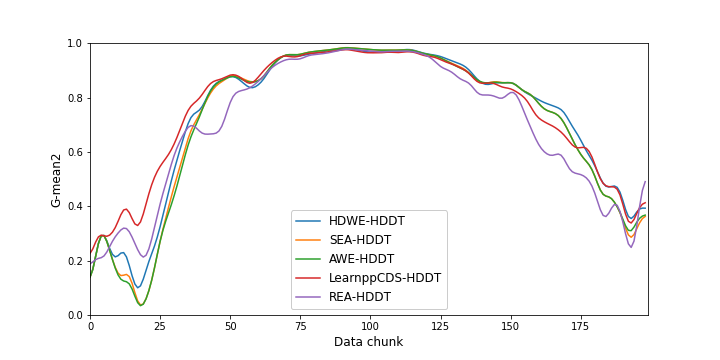 1.0
0.8
0.6
0.4
0.2
0.0
G-mean2
HDWE-HDDT
SEA-HDDT
AWE-HDDT
LearnppCDS-HDDT
REA-HDDT
0 25 50 75 100 125 150 175
Data chunk